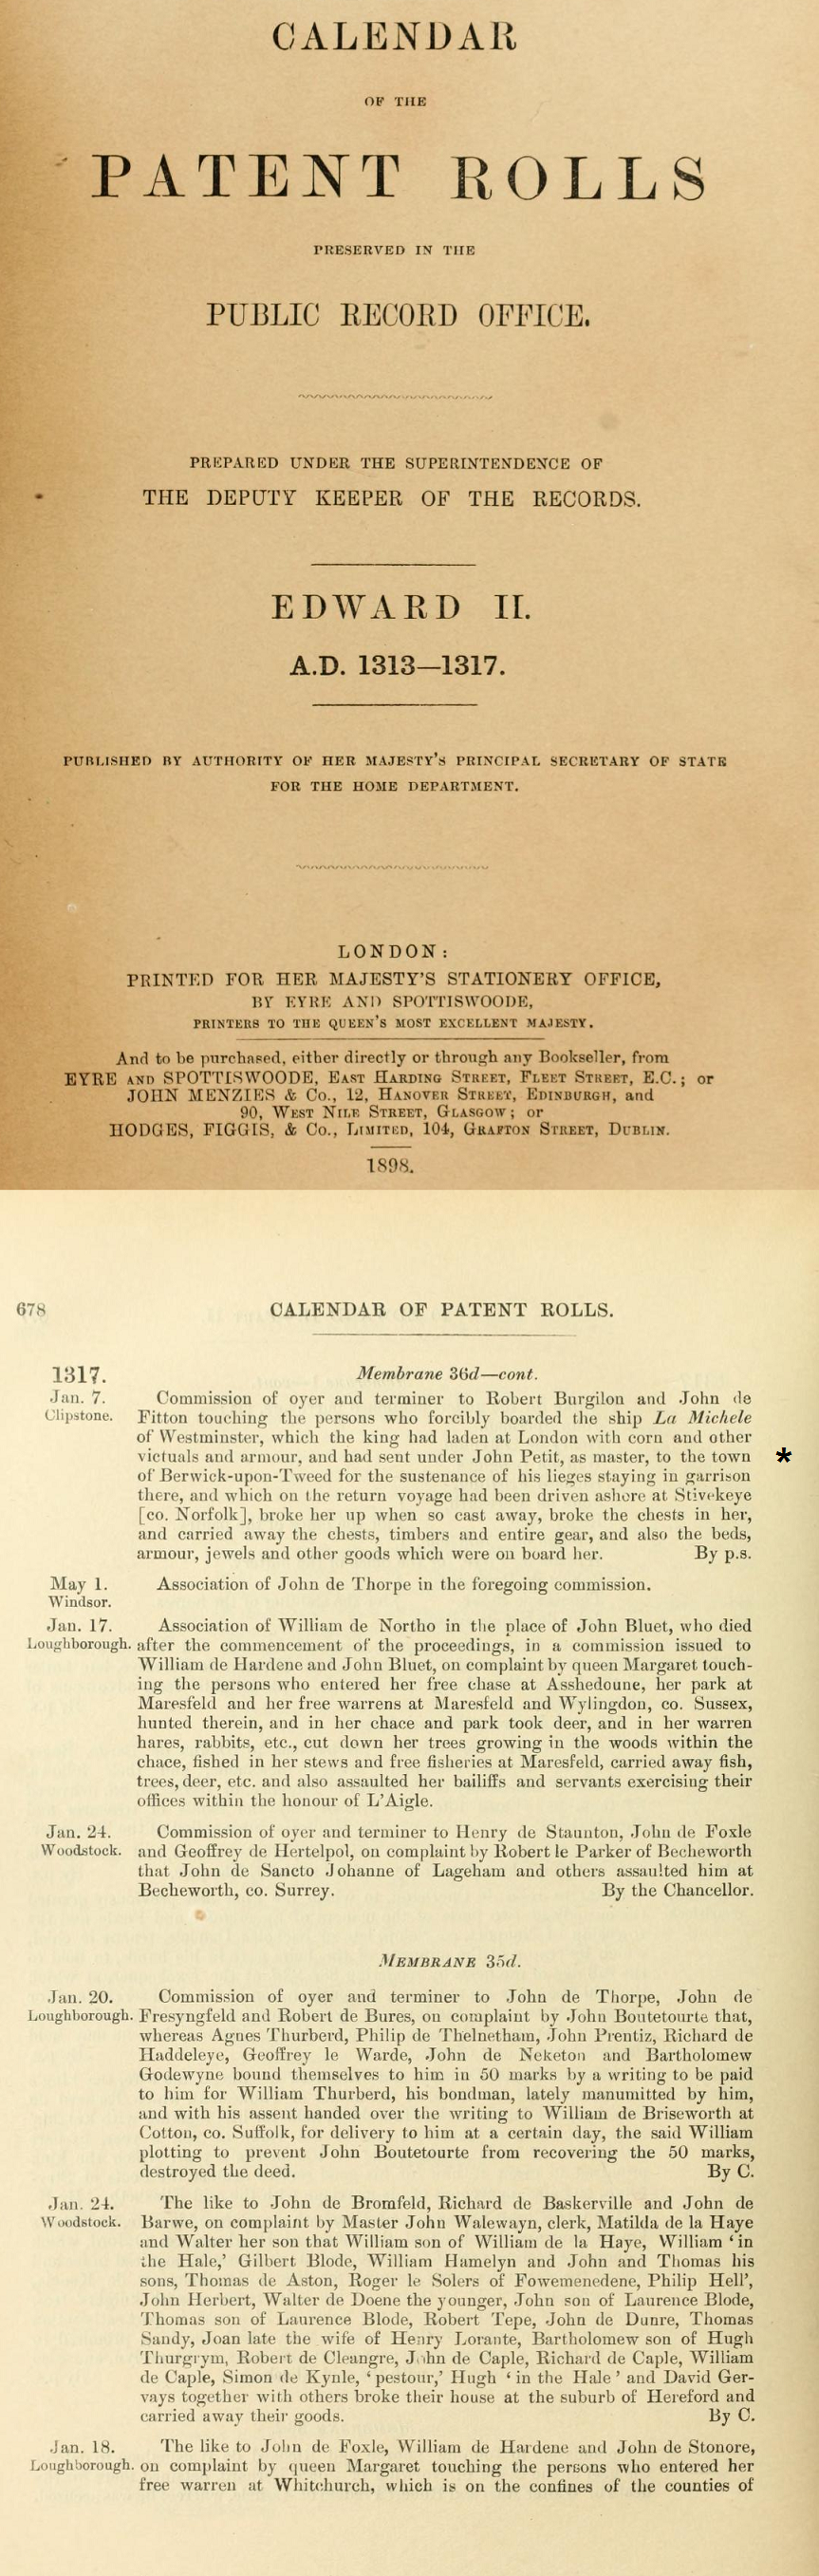 CALENDAR
OF THE
PATENT ROLLS
PRESERVED IN THE
PUBLIC RECORD OFFICE.
PREPARED UNDER THE SUPERINTENDENCE OF
THE DEPUTY KEEPER OF THE RECORDS.
EDWARD II.
A.D. 1313—1317.
PUBLISHED BY AUTHORITY OF HER MAJESTY'S PRINCIPAL SECRETARY OF STATE
FOR THE HOME DEPARTMENT.
LONDON:
PRINTED FOR HER MAJESTY'S STATIONERY OFFICE,
BY EYRE AND SPOTTISWOODE,
PRINTERS TO THE QUEEN'S MOST EXCELLENT MAJESTY.
And to be purchased, either directly or through any Bookseller, from
EYRE AND SPOTTISWOODE, EAST HARDING STREET, FLEET STREET, E.C.; or
JOHN MENZIES & Co., 12, HANOVER STREET, EDINBURGH, and
90, WEST NILE STREET, GLASGOW; or
HODGES, FIGGIS, & Co., LIMITED, 104, GRAFTON STREET, DUBLIN.
1898.
678 CALENDAR OF PATENT ROLLS.
1317. Membrane 36d—cont.
Jan. 7. Commission of oyer and terminer to Robert Burgilon and John de
Clipstone. Fitton touching the persons who forcibly boarded the ship La Michele
of Westminster, which the king had laden at London with corn and other
victuals and armour, and had sent under John Petit, as master, to the town *
of Berwick-upon-Tweed for the sustenance of his lieges staying in garrison
there, and which on the return voyage had been driven ashore at Stivekeye
[co. Norfolk], broke her up when so cast away, broke the chests in her,
and carried away the chests, timbers and entire gear, and also the beds,
armour, jewels and other goods which were on board her. By p.s.
May 1. Association of John de Thorpe in the foregoing commission.
Windsor.
Jan. 17. Association of William de Northo in the place of John Bluet, who died
Loughborough. after the commencement of the proceedings, in a commission issued to
William de Hardene and John Bluet, on complaint by queen Margaret touch-
ing the persons who entered her free chase at Asshedoune, her park at
Maresfeld and her free warrens at Maresfeld and Wylingdon, co. Sussex,
hunted therein, and in her chace and park took deer, and in her warren
hares, rabbits, etc., cut down her trees growing in the woods within the
chace, fished in her stews and free fisheries at Maresfeld, carried away fish,
trees, deer, etc. and also assaulted her bailiffs and servants exercising their
offices within the honour of L'Aigle.
Jan. 24. Commission of oyer and terminer to Henry de Staunton, John de Foxle
Woodstock. and Geoffrey de Hertelpol, on complaint by Robert le Parker of Becheworth
that John de Sancto Johanne of Lageham and others assaulted him at
Becheworth, co. Surrey. By the Chancellor.
MEMBRANE 35d.
Jan. 20. Commission of oyer and terminer to John de Thorpe, John de
Loughborough. Fresyngfeld and Robert de Bures, on complaint by John Boutetourte that,
whereas Agnes Thurberd, Philip de Thelnetham, John Prentiz, Richard de
Haddeleye, Geoffrey le Warde, John de Neketon and Bartholomew
Godewyne bound themselves to him in 50 marks by a writing to be paid
to him for William Thurberd, his bondman, lately manumitted by him,
and with his assent handed over the writing to William de Briseworth at
Cotton, co. Suffolk, for delivery to him at a certain day, the said William
plotting to prevent John Boutetourte from recovering the 50 marks,
destroyed the deed. By C.
Jan. 24. The like to John de Bromfeld, Richard de Baskerville and John de
Woodstock. Barwe, on complaint by Master John Walewayn, clerk, Matilda de la Haye
and Walter her son that William son of William de la Haye, William ‘in
the Hale,’ Gilbert Blode, William Hamelyn and John and Thomas his
sons, Thomas de Aston, Roger le Solers of Fowemenedene, Philip Hell’,
John Herbert, Walter de Doene the younger, John son of Laurence Blode,
Thomas son of Laurence Blode, Robert Tepe, John de Dunre, Thomas
Sandy, Joan late the wife of Henry Lorante, Bartholomew son of Hugh
Thurgrym, Robert de Cleangre, John de Caple, Richard de Caple, William
de Caple, Simon de Kynle, ‘pestour,’ Hugh ‘in the Hale’ and David Ger-
vays together with others broke their house at the suburb of Hereford and
carried away their goods. By C.
Jan. 18. The like to John de Foxle, William de Hardene and John de Stonore,
Loughborough. on complaint by queen Margaret touching the persons who entered her
free warren at Whitchurch, which is on the confines of the counties of